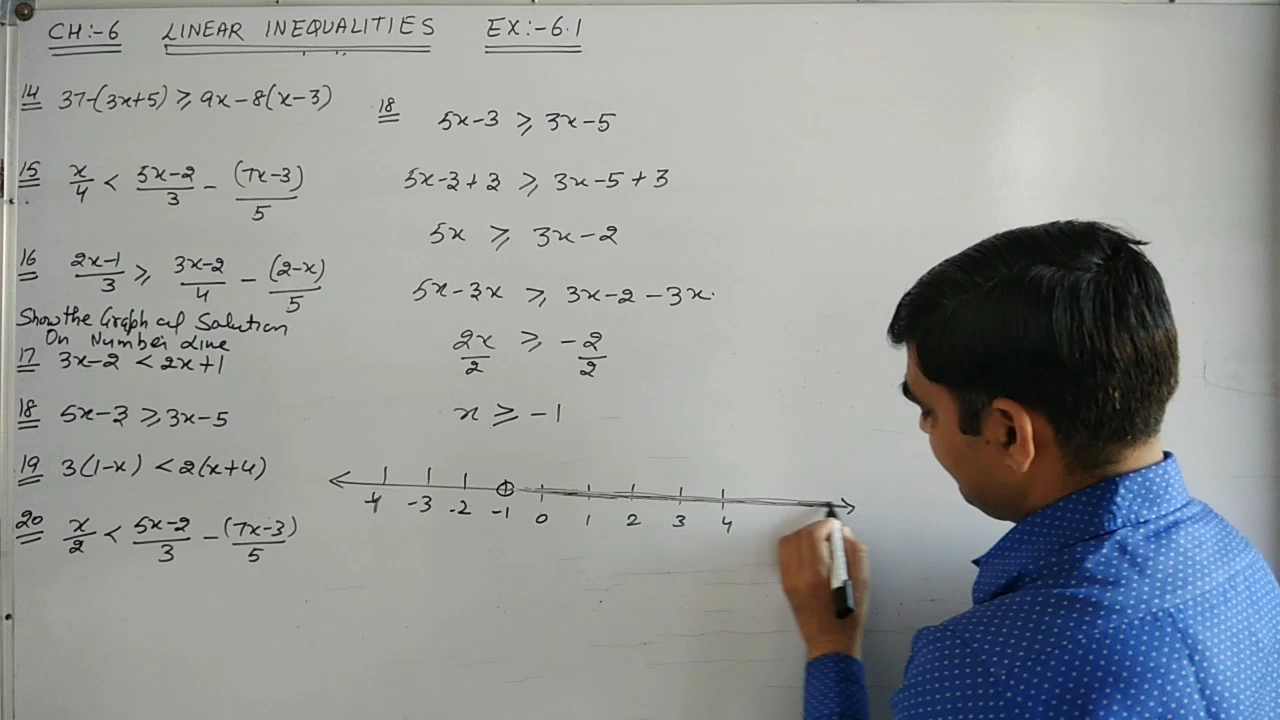 CH:-6 LINEAR INEQUALITIES EX:-6.1
14 37-(3x+5) ⩾ 9x-8(x-3)
15 x/4 < (5x-2)/3 - (7x-3)/5
16 (2x-1)/3 ⩾ (3x-2)/4 - (2-x)/5
Show the Graph of Solution
On Number Line
17 3x-2 < 2x+1
18 5x-3 ⩾ 3x-5
19 3(1-x) < 2(x+4)
20 x/2 < (5x-2)/3 - (7x-3)/5
18 5x-3 ⩾ 3x-5
5x-3+3 ⩾ 3x-5+3
5x ⩾ 3x-2
5x-3x ⩾ 3x-2-3x.
2x/2 ⩾ -2/2
x ⩾ -1
-4 -3 -2 -1 0 1 2 3 4